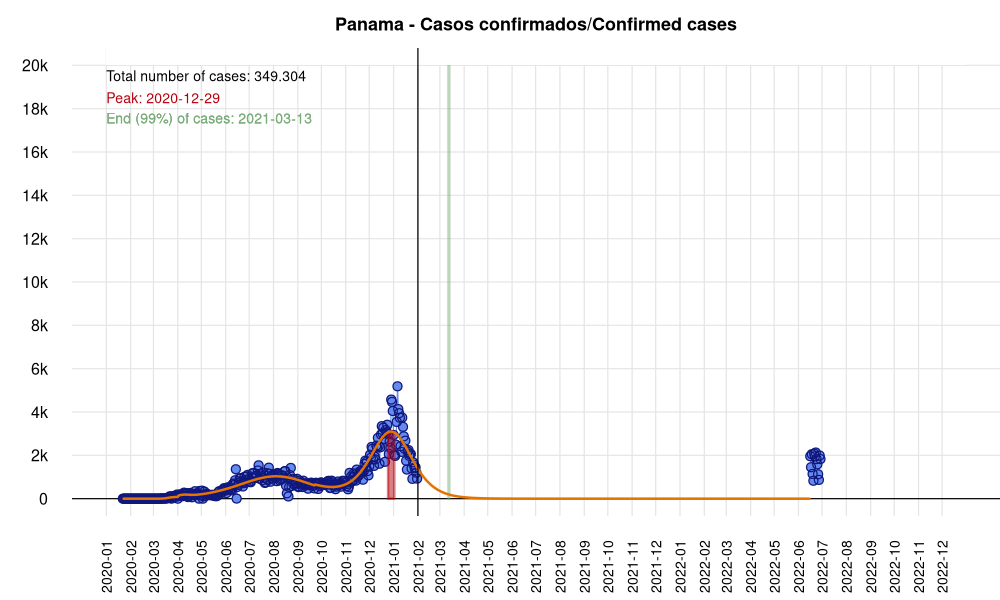 Panama - Casos confirmados/Confirmed cases
Total number of cases: 349.304
Peak: 2020-12-29
End (99%) of cases: 2021-03-13
20k
18k
16k
14k
12k
10k
8k
6k
4k
2k
0
2020-01
2020-02
2020-03
2020-04
2020-05
2020-06
2020-07
2020-08
2020-09
2020-10
2020-11
2020-12
2021-01
2021-02
2021-03
2021-04
2021-05
2021-06
2021-07
2021-08
2021-09
2021-10
2021-11
2021-12
2022-01
2022-02
2022-03
2022-04
2022-05
2022-06
2022-07
2022-08
2022-09
2022-10
2022-11
2022-12